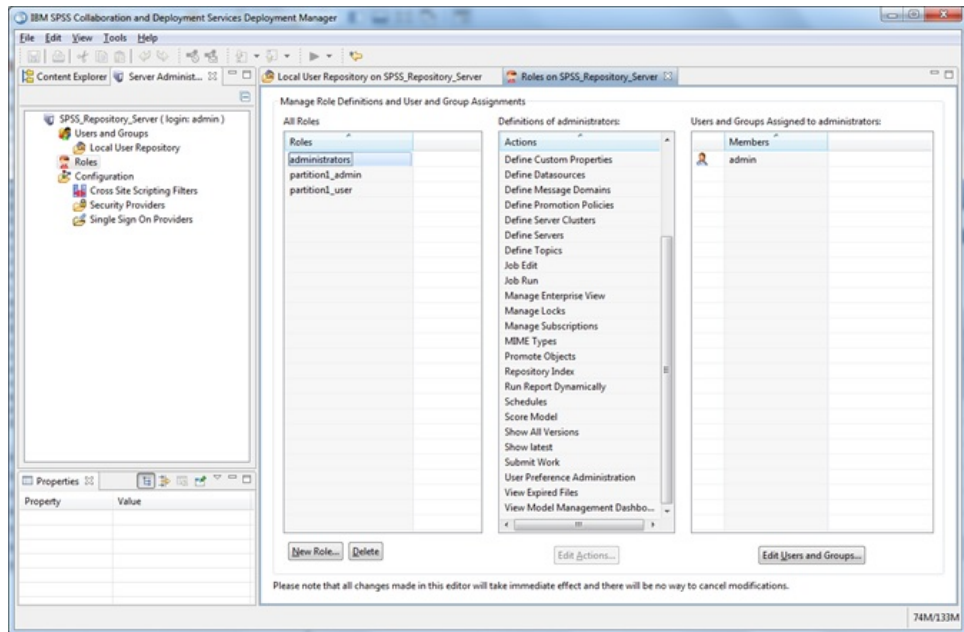 IBM SPSS Collaboration and Deployment Services Deployment Manager
File Edit View Tools Help
Content Explorer Server Administ...
SPSS_Repository_Server ( login: admin )
Users and Groups
Local User Repository
Roles
Configuration
Cross Site Scripting Filters
Security Providers
Single Sign On Providers
Properties
Property Value
Local User Repository on SPSS_Repository_Server Roles on SPSS_Repository_Server
Manage Role Definitions and User and Group Assignments
All Roles
Roles
administrators
partition1_admin
partition1_user
New Role... Delete
Definitions of administrators:
Actions
Define Custom Properties
Define Datasources
Define Message Domains
Define Promotion Policies
Define Server Clusters
Define Servers
Define Topics
Job Edit
Job Run
Manage Enterprise View
Manage Locks
Manage Subscriptions
MIME Types
Promote Objects
Repository Index
Run Report Dynamically
Schedules
Score Model
Show All Versions
Show latest
Submit Work
User Preference Administration
View Expired Files
View Model Management Dashbo...
Edit Actions...
Users and Groups Assigned to administrators:
Members
admin
Edit Users and Groups...
Please note that all changes made in this editor will take immediate effect and there will be no way to cancel modifications.
74M/133M